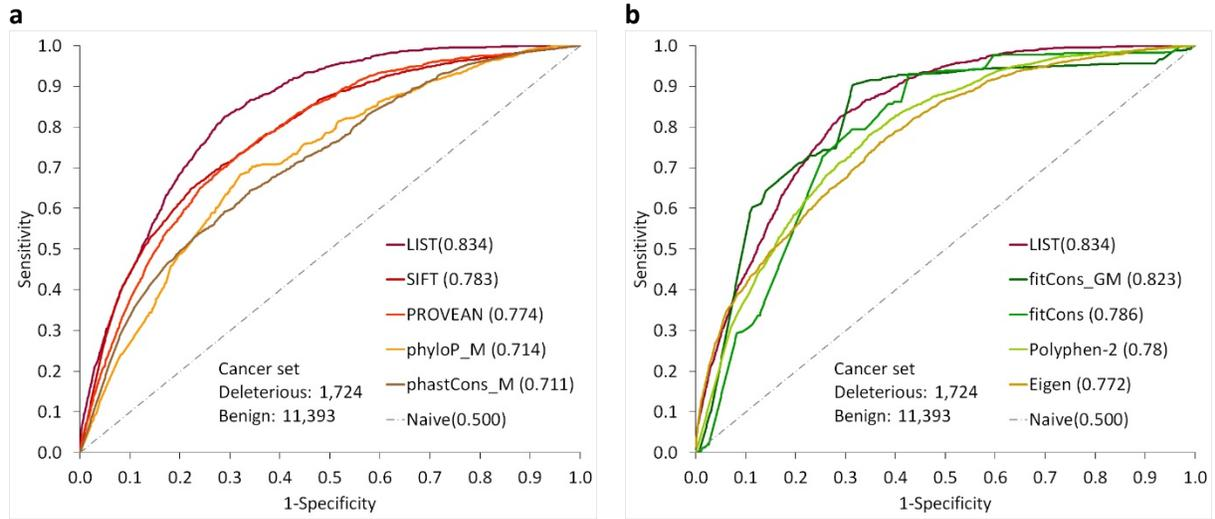 a
1.0
0.9
0.8
0.7
0.6
0.5
0.4
0.3
0.2
0.1
0.0
Sensitivity
LIST(0.834)
SIFT (0.783)
PROVEAN (0.774)
phyloP_M (0.714)
phastCons_M (0.711)
Naive(0.500)
Cancer set
Deleterious: 1,724
Benign: 11,393
0.0 0.1 0.2 0.3 0.4 0.5 0.6 0.7 0.8 0.9 1.0
1-Specificity
b
1.0
0.9
0.8
0.7
0.6
0.5
0.4
0.3
0.2
0.1
0.0
Sensitivity
LIST(0.834)
fitCons_GM (0.823)
fitCons (0.786)
Polyphen-2 (0.78)
Eigen (0.772)
Naive(0.500)
Cancer set
Deleterious: 1,724
Benign: 11,393
0.0 0.1 0.2 0.3 0.4 0.5 0.6 0.7 0.8 0.9 1.0
1-Specificity